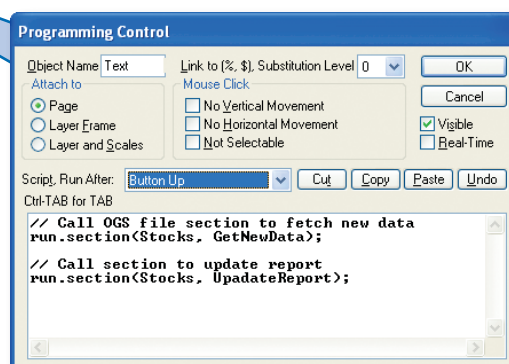 Programming Control
Object Name Text Link to (%, $), Substitution Level 0 OK
Attach to Mouse Click Cancel
Page No Vertical Movement Visible
Layer Frame No Horizontal Movement Real-Time
Layer and Scales Not Selectable
Script, Run After: Button Up Cut Copy Paste Undo
Ctrl-TAB for TAB
// Call OGS file section to fetch new data
run.section(Stocks, GetNewData);
// Call section to update report
run.section(Stocks, UpadateReport);